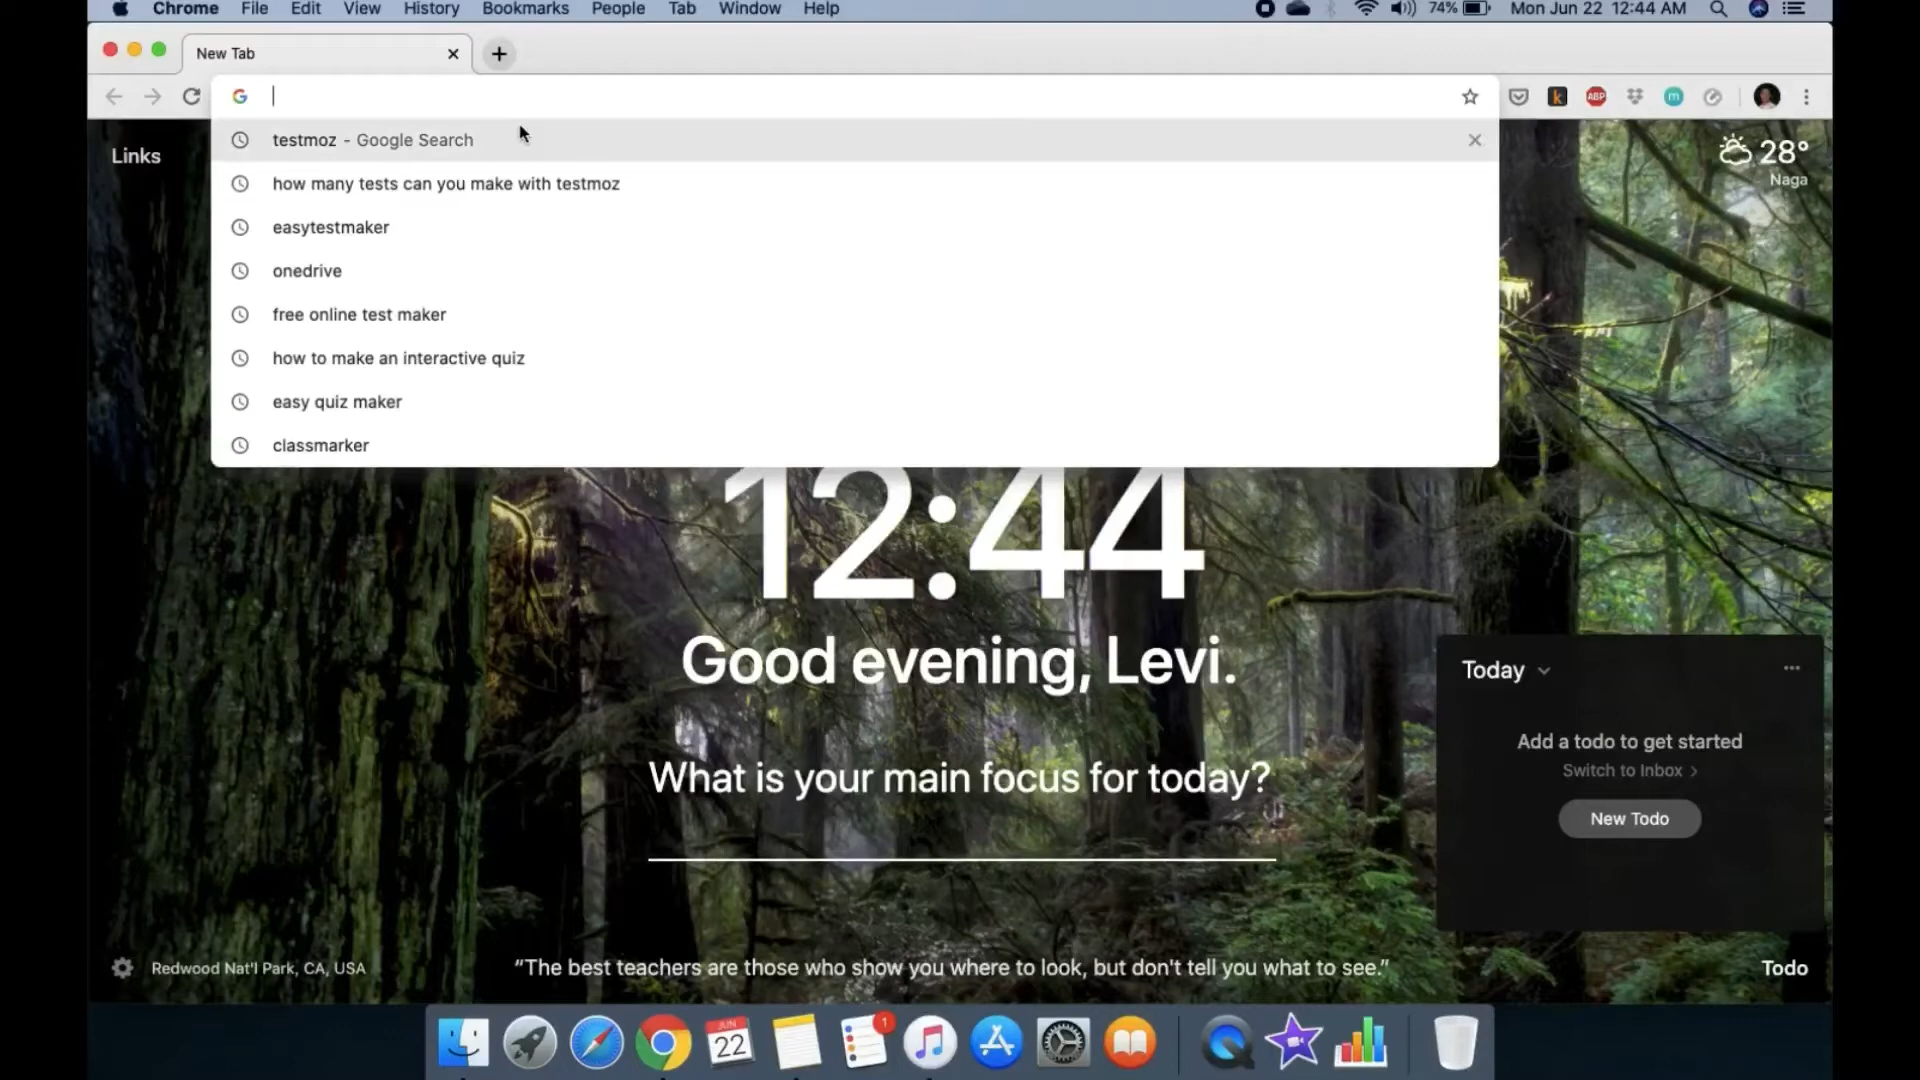 Chrome File Edit View History Bookmarks People Tab Window Help 74% Mon Jun 22 12:44 AM
New Tab
ABP
k
m
testmoz - Google Search
how many tests can you make with testmoz
easytestmaker
onedrive
free online test maker
how to make an interactive quiz
easy quiz maker
classmarker
Links
28°
Naga
12:44
Good evening, Levi.
What is your main focus for today?
Today
Add a todo to get started
Switch to Inbox >
New Todo
Redwood Nat'l Park, CA, USA
“The best teachers are those who show you where to look, but don't tell you what to see.”
Todo
JUN
22
1